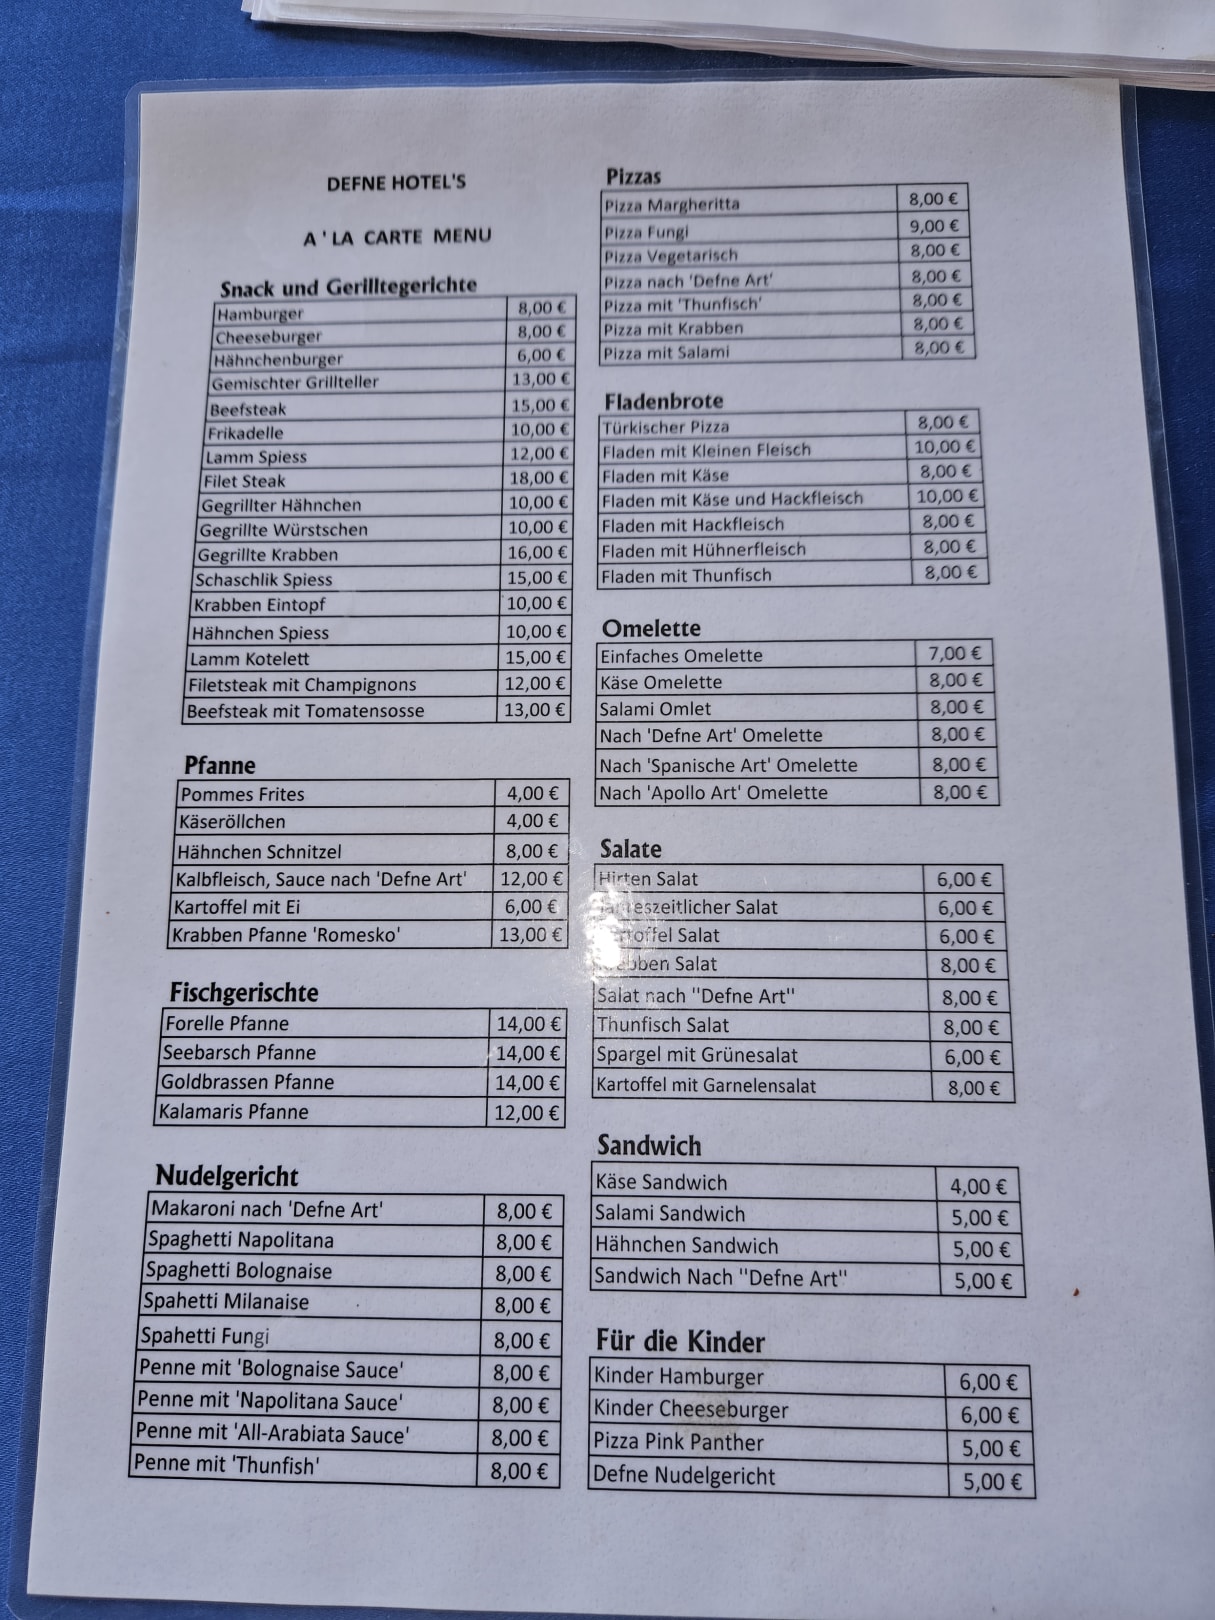 DEFNE HOTEL'S
A ' LA CARTE MENU
Snack und Gerilltegerichte
Hamburger 8,00 €
Cheeseburger 8,00 €
Hähnchenburger 6,00 €
Gemischter Grillteller 13,00 €
Beefsteak 15,00 €
Frikadelle 10,00 €
Lamm Spiess 12,00 €
Filet Steak 18,00 €
Gegrillter Hähnchen 10,00 €
Gegrillte Würstschen 10,00 €
Gegrillte Krabben 16,00 €
Schaschlik Spiess 15,00 €
Krabben Eintopf 10,00 €
Hähnchen Spiess 10,00 €
Lamm Kotelett 15,00 €
Filetsteak mit Champignons 12,00 €
Beefsteak mit Tomatensosse 13,00 €
Pfanne
Pommes Frites 4,00 €
Käseröllchen 4,00 €
Hähnchen Schnitzel 8,00 €
Kalbfleisch, Sauce nach 'Defne Art' 12,00 €
Kartoffel mit Ei 6,00 €
Krabben Pfanne 'Romesko' 13,00 €
Fischgerischte
Forelle Pfanne 14,00 €
Seebarsch Pfanne 14,00 €
Goldbrassen Pfanne 14,00 €
Kalamaris Pfanne 12,00 €
Nudelgericht
Makaroni nach 'Defne Art' 8,00 €
Spaghetti Napolitana 8,00 €
Spaghetti Bolognaise 8,00 €
Spahetti Milanaise 8,00 €
Spahetti Fungi 8,00 €
Penne mit 'Bolognaise Sauce' 8,00 €
Penne mit 'Napolitana Sauce' 8,00 €
Penne mit 'All-Arabiata Sauce' 8,00 €
Penne mit 'Thunfish' 8,00 €
Pizzas
Pizza Margheritta 8,00 €
Pizza Fungi 9,00 €
Pizza Vegetarisch 8,00 €
Pizza nach 'Defne Art' 8,00 €
Pizza mit 'Thunfisch' 8,00 €
Pizza mit Krabben 8,00 €
Pizza mit Salami 8,00 €
Fladenbrote
Türkischer Pizza 8,00 €
Fladen mit Kleinen Fleisch 10,00 €
Fladen mit Käse 8,00 €
Fladen mit Käse und Hackfleisch 10,00 €
Fladen mit Hackfleisch 8,00 €
Fladen mit Hühnerfleisch 8,00 €
Fladen mit Thunfisch 8,00 €
Omelette
Einfaches Omelette 7,00 €
Käse Omelette 8,00 €
Salami Omlet 8,00 €
Nach 'Defne Art' Omelette 8,00 €
Nach 'Spanische Art' Omelette 8,00 €
Nach 'Apollo Art' Omelette 8,00 €
Salate
Hirten Salat 6,00 €
Salat 6,00 €
Kartoffel Salat 6,00 €
Krabben Salat 8,00 €
Salat nach "Defne Art" 8,00 €
Thunfisch Salat 8,00 €
Spargel mit Grünesalat 6,00 €
Kartoffel mit Garnelensalat 8,00 €
Sandwich
Käse Sandwich 4,00 €
Salami Sandwich 5,00 €
Hähnchen Sandwich 5,00 €
Sandwich Nach "Defne Art" 5,00 €
Für die Kinder
Kinder Hamburger 6,00 €
Kinder Cheeseburger 6,00 €
Pizza Pink Panther 5,00 €
Defne Nudelgericht 5,00 €